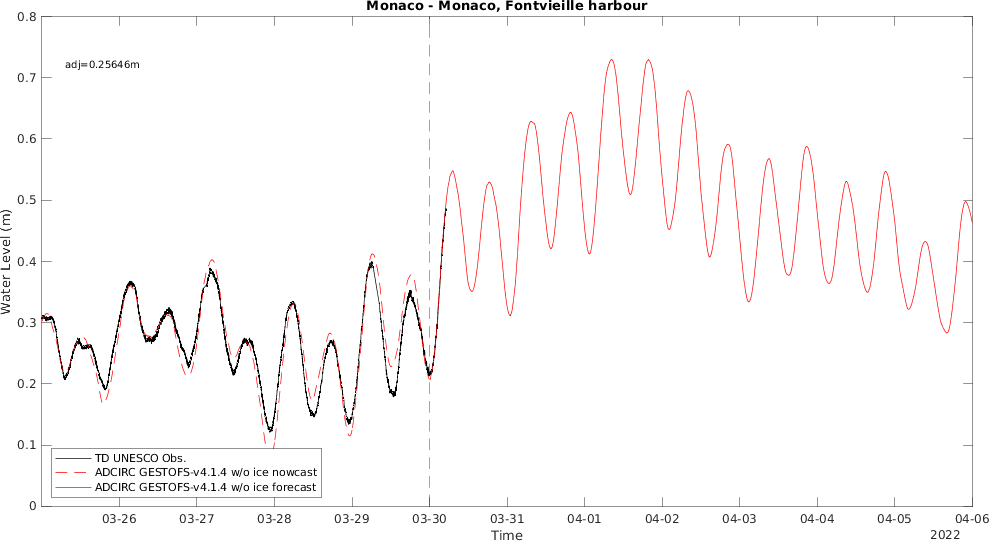 Monaco - Monaco, Fontvieille harbour
0.8
0.7
0.6
0.5
0.4
0.3
0.2
0.1
0
Water Level (m)
adj=0.25646m
TD UNESCO Obs.
ADCIRC GESTOFS-v4.1.4 w/o ice nowcast
ADCIRC GESTOFS-v4.1.4 w/o ice forecast
03-26 03-27 03-28 03-29 03-30 03-31 04-01 04-02 04-03 04-04 04-05 04-06
Time
2022